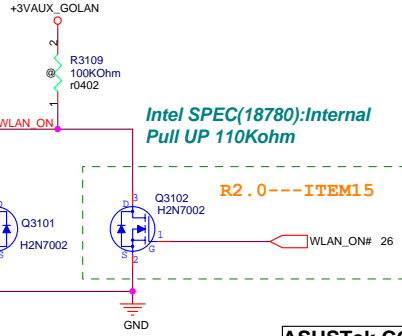 +3VAUX_GOLAN
2
R3109
@ 100KOhm
r0402
1
WLAN_ON
Intel SPEC(18780):Internal
Pull UP 110Kohm
R2.0---ITEM15
D 3 Q3102
D Q3101
H2N7002
H2N7002
1
G
WLAN_ON# 26
S
S 2
GND